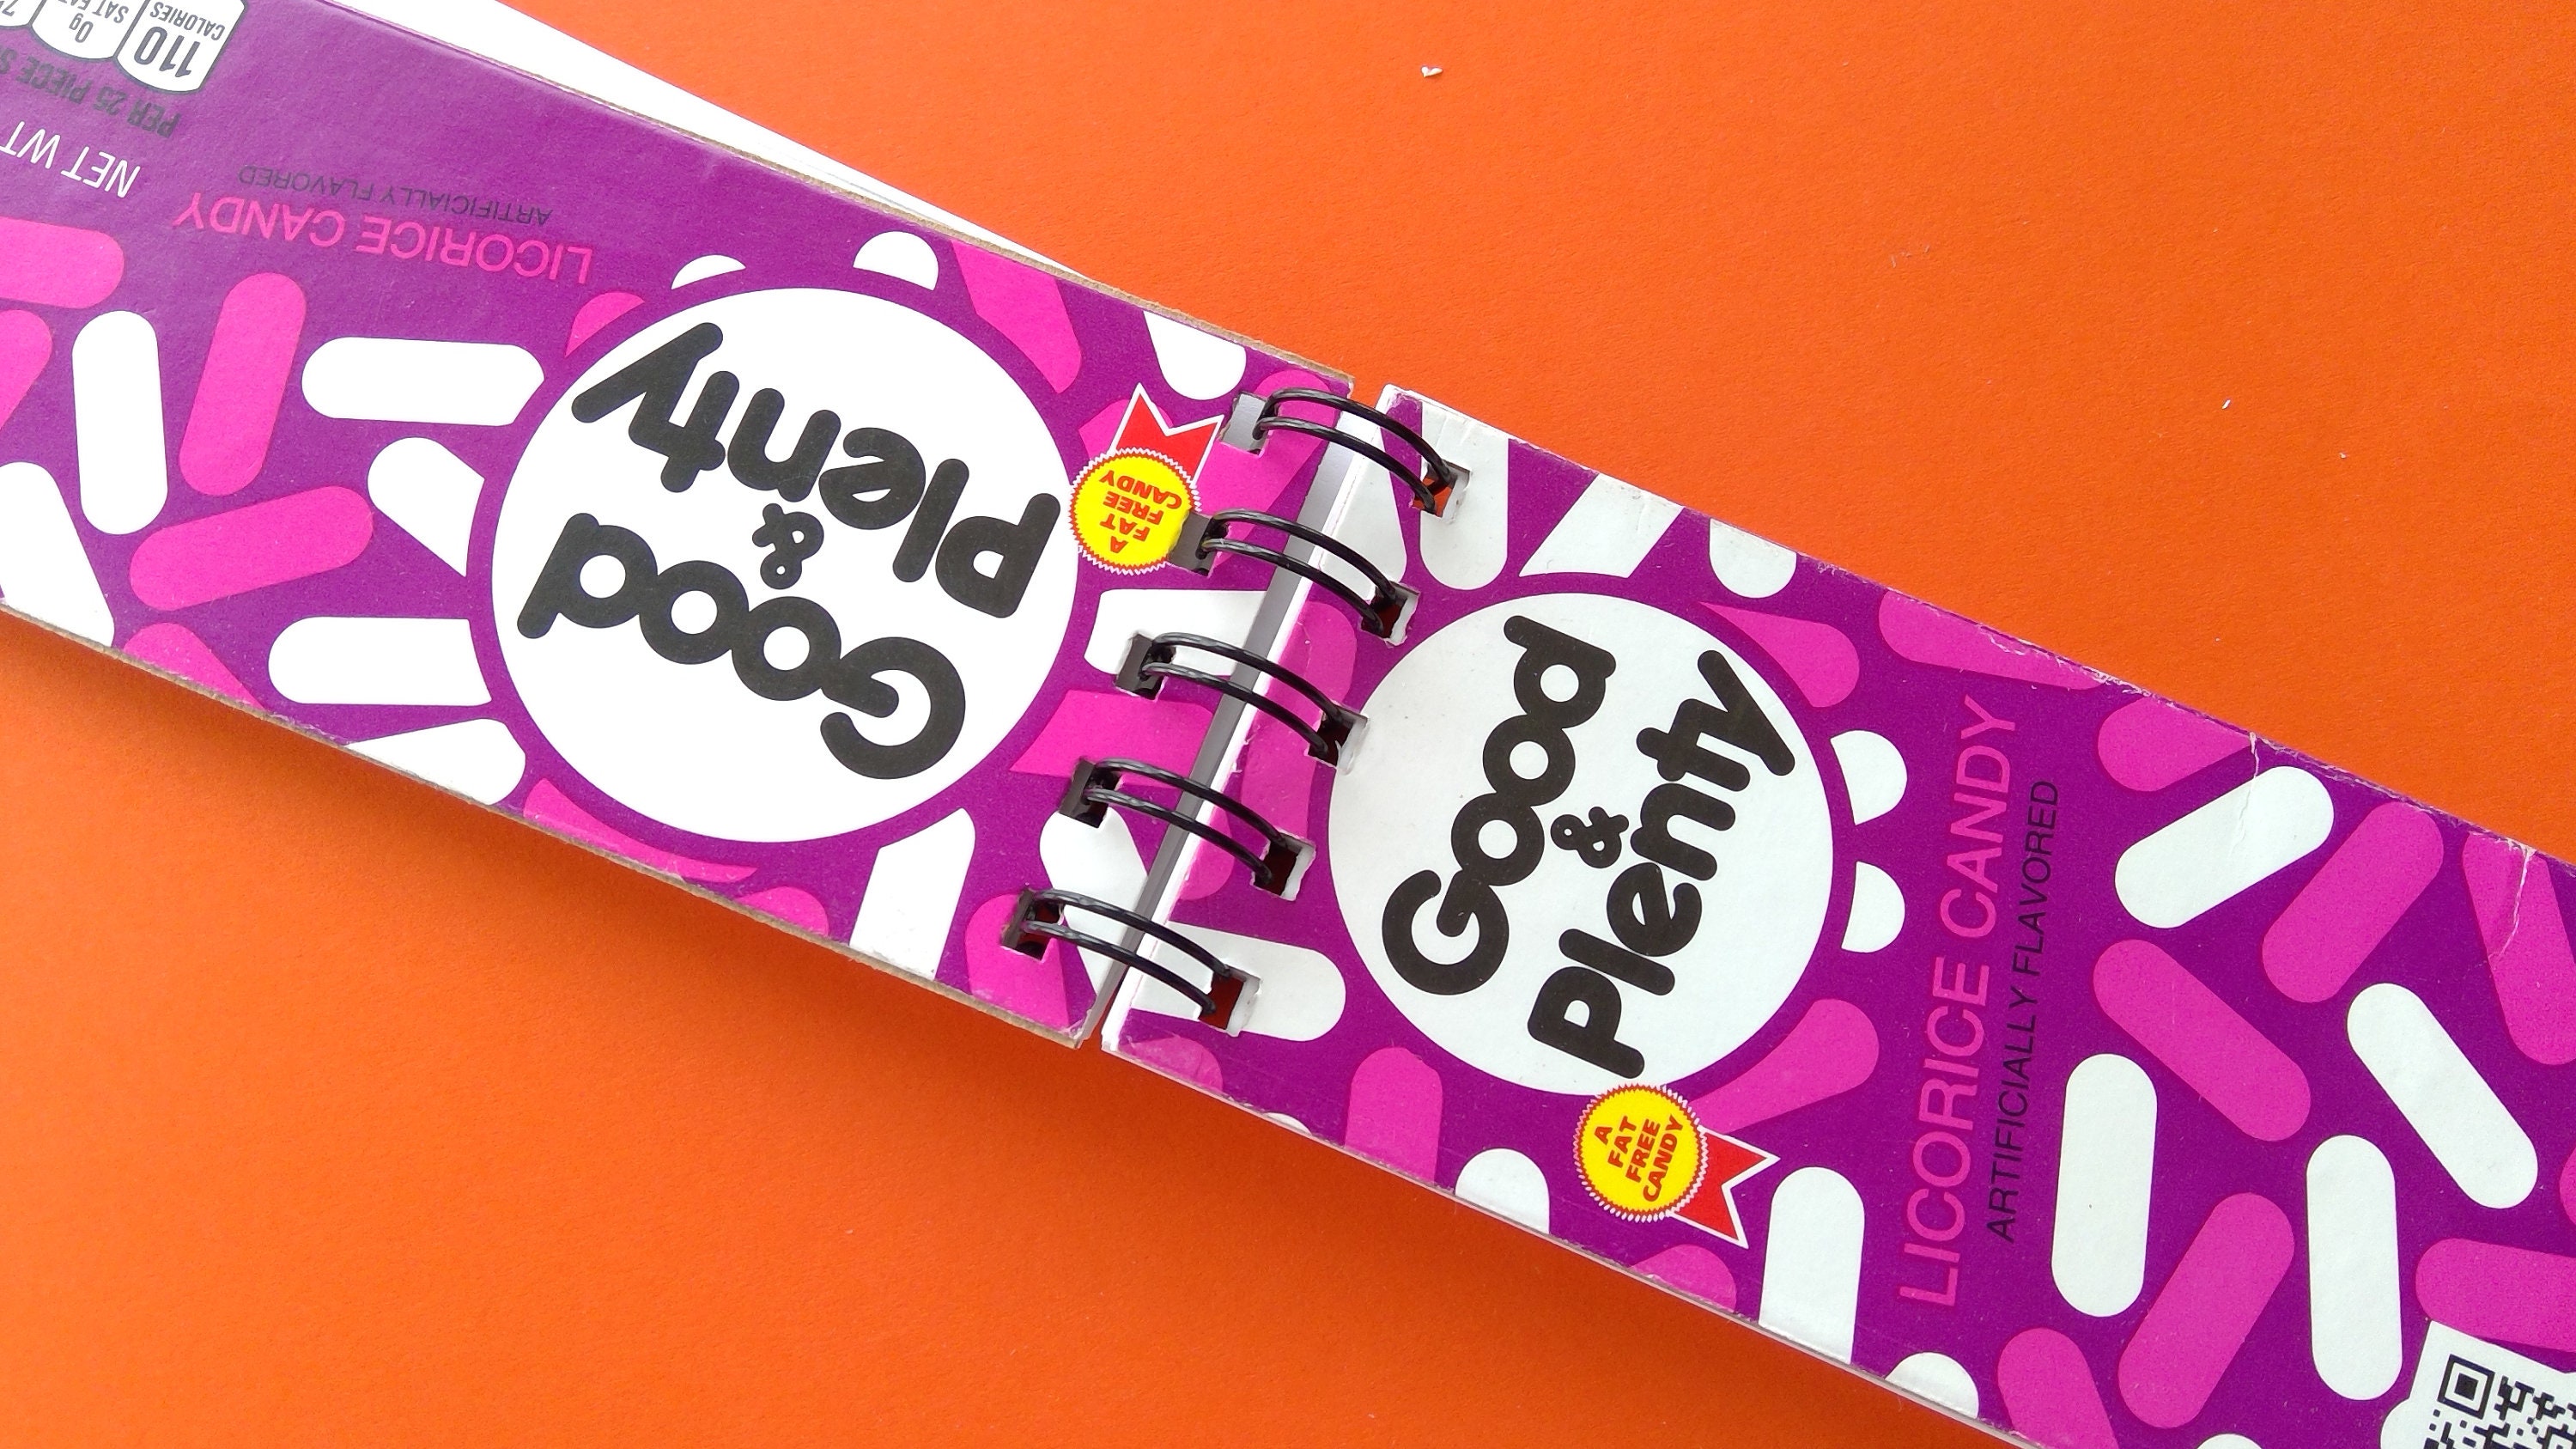 110
CALORIES
0g
SAT FAT
PER 25 PIECE
NET WT
LICORICE CANDY
ARTIFICIALLY FLAVORED
Good
&
Plenty
A
FAT
FREE
CANDY
Good
&
Plenty
A
FAT
FREE
CANDY
LICORICE CANDY
ARTIFICIALLY FLAVORED